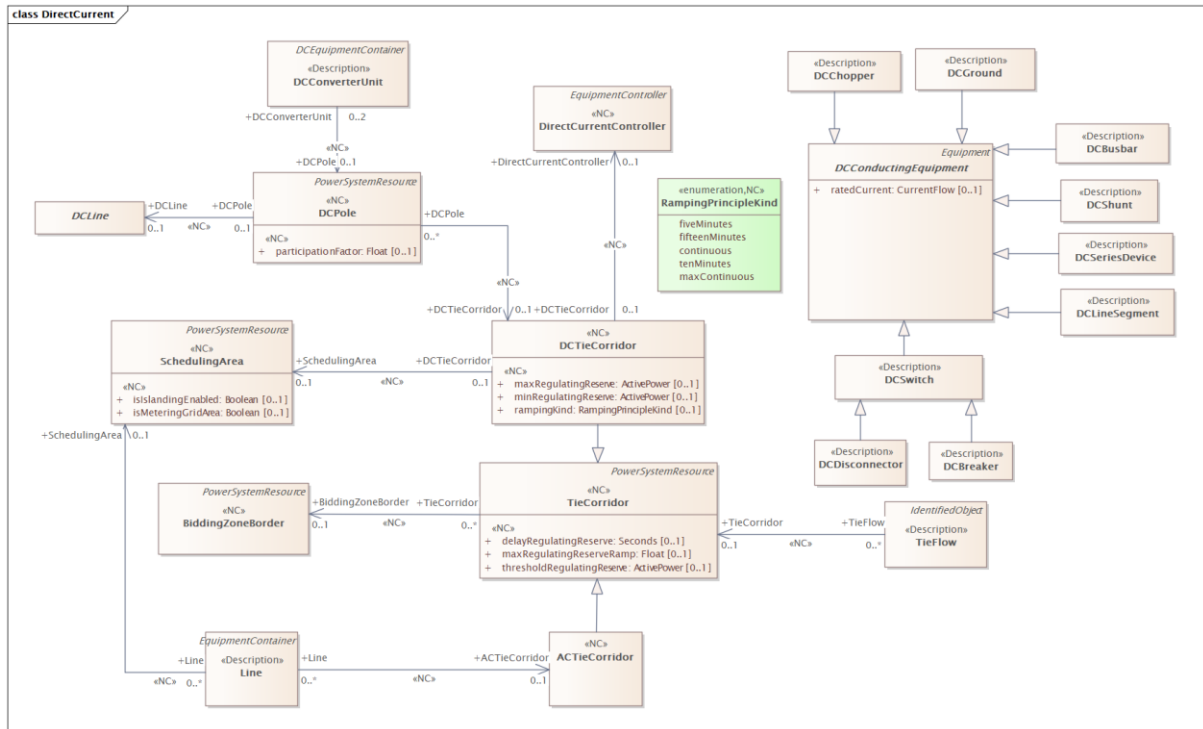 class DirectCurrent
DCEquipmentContainer
«Description»
DCConverterUnit
+DCConverterUnit 0..2
«NC»
+DCPole 0..1
PowerSystemResource
«NC»
DCPole
«NC»
+ participationFactor: Float [0..1]
DCLine
+DCLine +DCPole
0..1 «NC» 0..1
+DCPole
0..*
«NC»
+DCTieCorridor 0..1
EquipmentController
«NC»
DirectCurrentController
+DirectCurrentController 0..1
«NC»
+DCTieCorridor 0..1
«enumeration,NC»
RampingPrincipleKind
fiveMinutes
fifteenMinutes
continuous
tenMinutes
maxContinuous
«Description»
DCChopper
«Description»
DCGround
Equipment
DCConductingEquipment
+ ratedCurrent: CurrentFlow [0..1]
«Description»
DCBusbar
«Description»
DCShunt
«Description»
DCSeriesDevice
«Description»
DCLineSegment
«Description»
DCSwitch
«Description»
DCDisconnector
«Description»
DCBreaker
PowerSystemResource
«NC»
SchedulingArea
«NC»
+ isIslandingEnabled: Boolean [0..1]
+ isMeteringGridArea: Boolean [0..1]
+SchedulingArea +DCTieCorridor
0..1 «NC» 0..1
«NC»
DCTieCorridor
«NC»
+ maxRegulatingReserve: ActivePower [0..1]
+ minRegulatingReserve: ActivePower [0..1]
+ rampingKind: RampingPrincipleKind [0..1]
+SchedulingArea 0..1
PowerSystemResource
«NC»
BiddingZoneBorder
+BiddingZoneBorder +TieCorridor
0..1 «NC» 0..*
PowerSystemResource
«NC»
TieCorridor
«NC»
+ delayRegulatingReserve: Seconds [0..1]
+ maxRegulatingReserveRamp: Float [0..1]
+ thresholdRegulatingReserve: ActivePower [0..1]
+TieCorridor +TieFlow
0..1 «NC» 0..*
IdentifiedObject
«Description»
TieFlow
EquipmentContainer
«Description»
Line
+Line
«NC» 0..*
+Line +ACTieCorridor
0..* «NC» 0..1
«NC»
ACTieCorridor